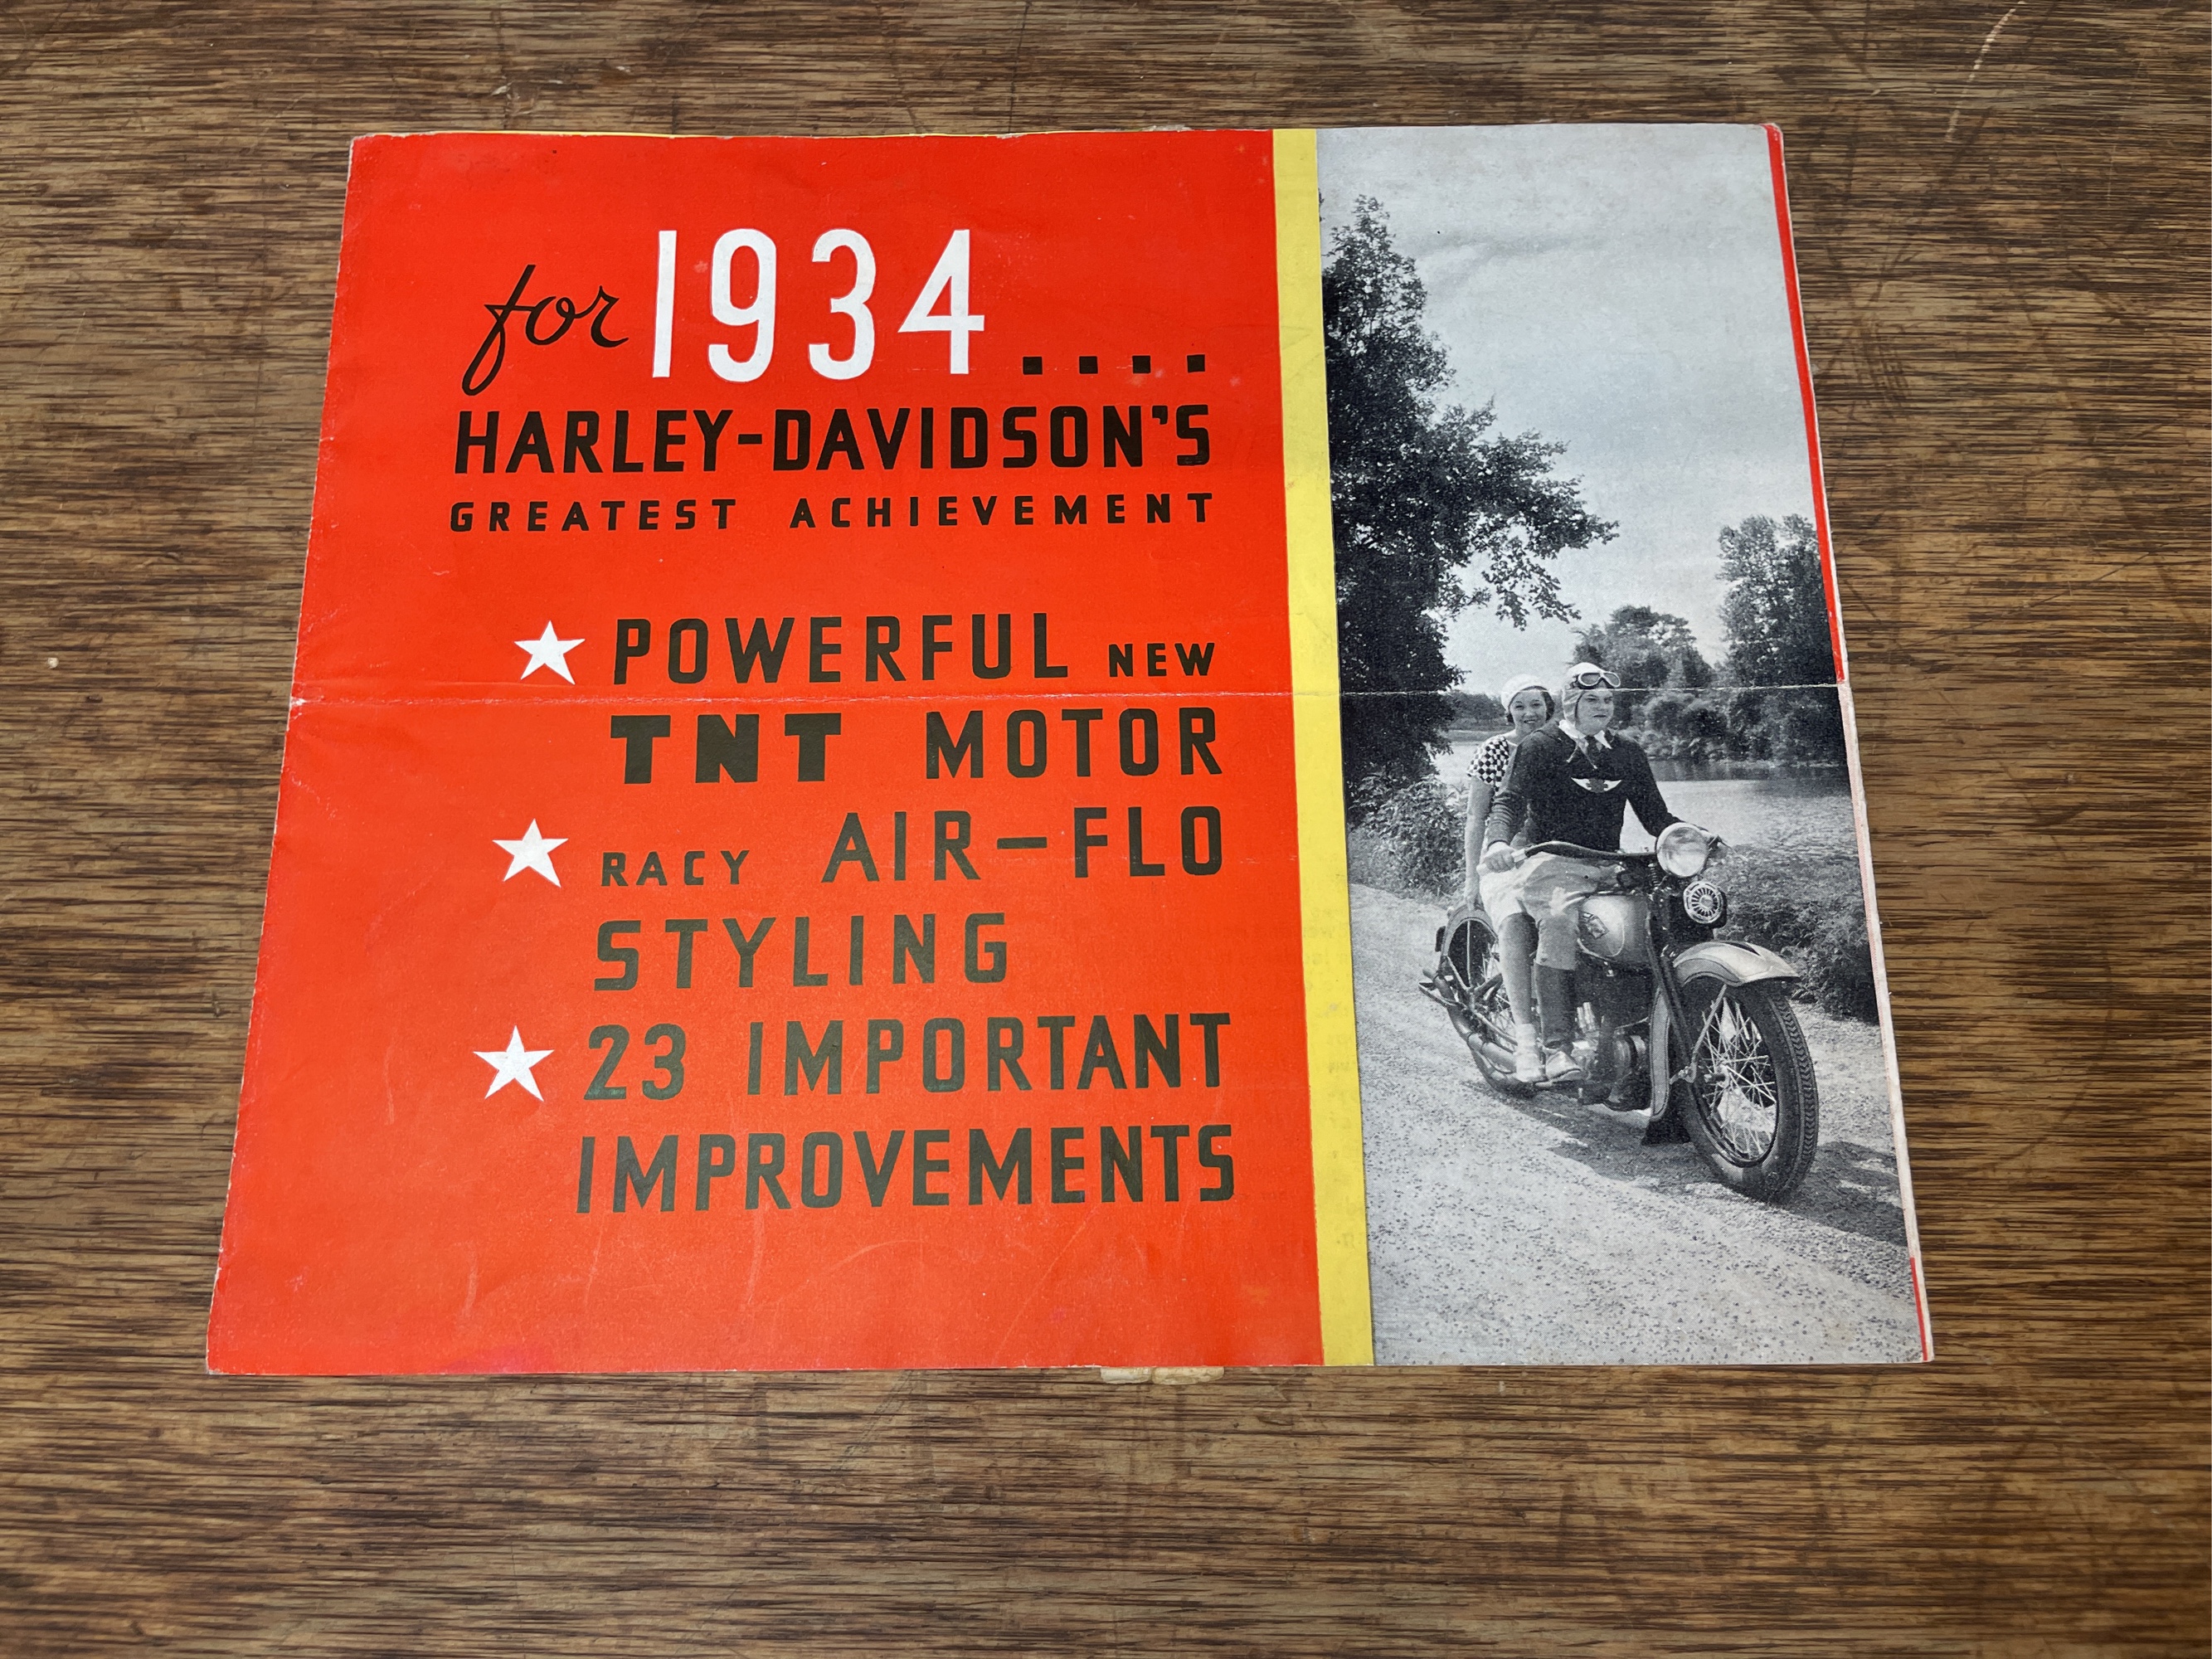 for 1934....
HARLEY-DAVIDSON'S
GREATEST ACHIEVEMENT
POWERFUL NEW
TNT MOTOR
RACY AIR-FLO
STYLING
23 IMPORTANT
IMPROVEMENTS